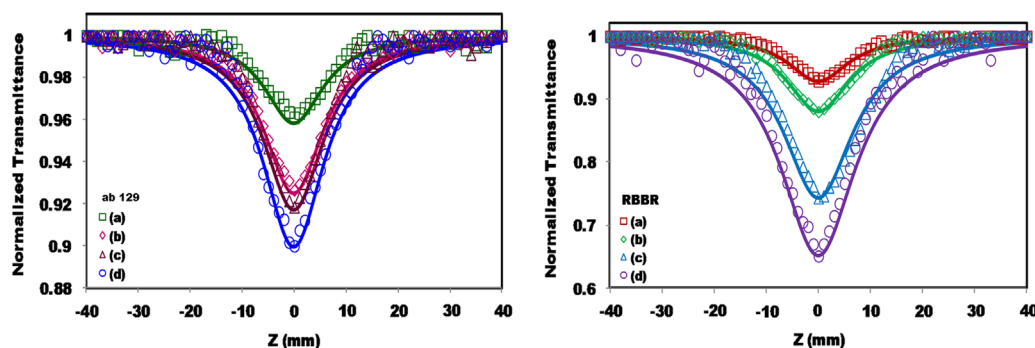 Normalized Transmittance
1
0.98
0.96
0.94
0.92
0.9
0.88
ab 129
(a)
(b)
(c)
(d)
-40 -30 -20 -10 0 10 20 30 40
Z (mm)
Normalized Transmittance
1
0.9
0.8
0.7
0.6
RBBR
(a)
(b)
(c)
(d)
-40 -30 -20 -10 0 10 20 30 40
Z (mm)